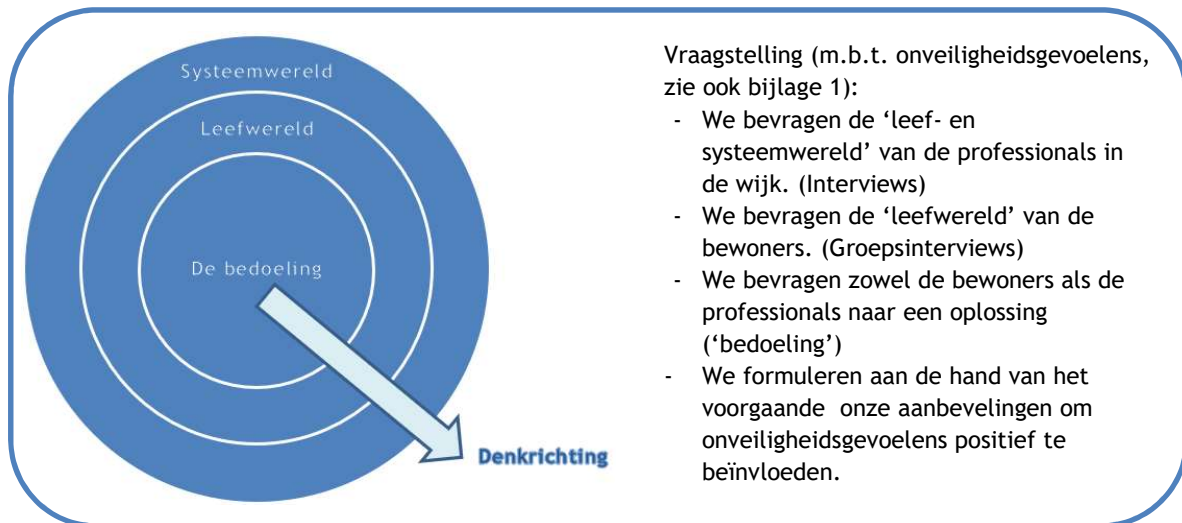 Systeemwereld
Leefwereld
De bedoeling
Denkrichting
Vraagstelling (m.b.t. onveiligheidsgevoelens,
zie ook bijlage 1):
- We bevragen de ‘leef- en
systeemwereld’ van de professionals in
de wijk. (Interviews)
- We bevragen de ‘leefwereld’ van de
bewoners. (Groepsinterviews)
- We bevragen zowel de bewoners als de
professionals naar een oplossing
(‘bedoeling’)
- We formuleren aan de hand van het
voorgaande onze aanbevelingen om
onveiligheidsgevoelens positief te
beïnvloeden.